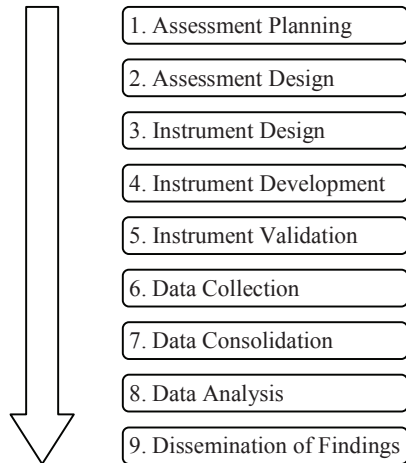 1. Assessment Planning
2. Assessment Design
3. Instrument Design
4. Instrument Development
5. Instrument Validation
6. Data Collection
7. Data Consolidation
8. Data Analysis
9. Dissemination of Findings